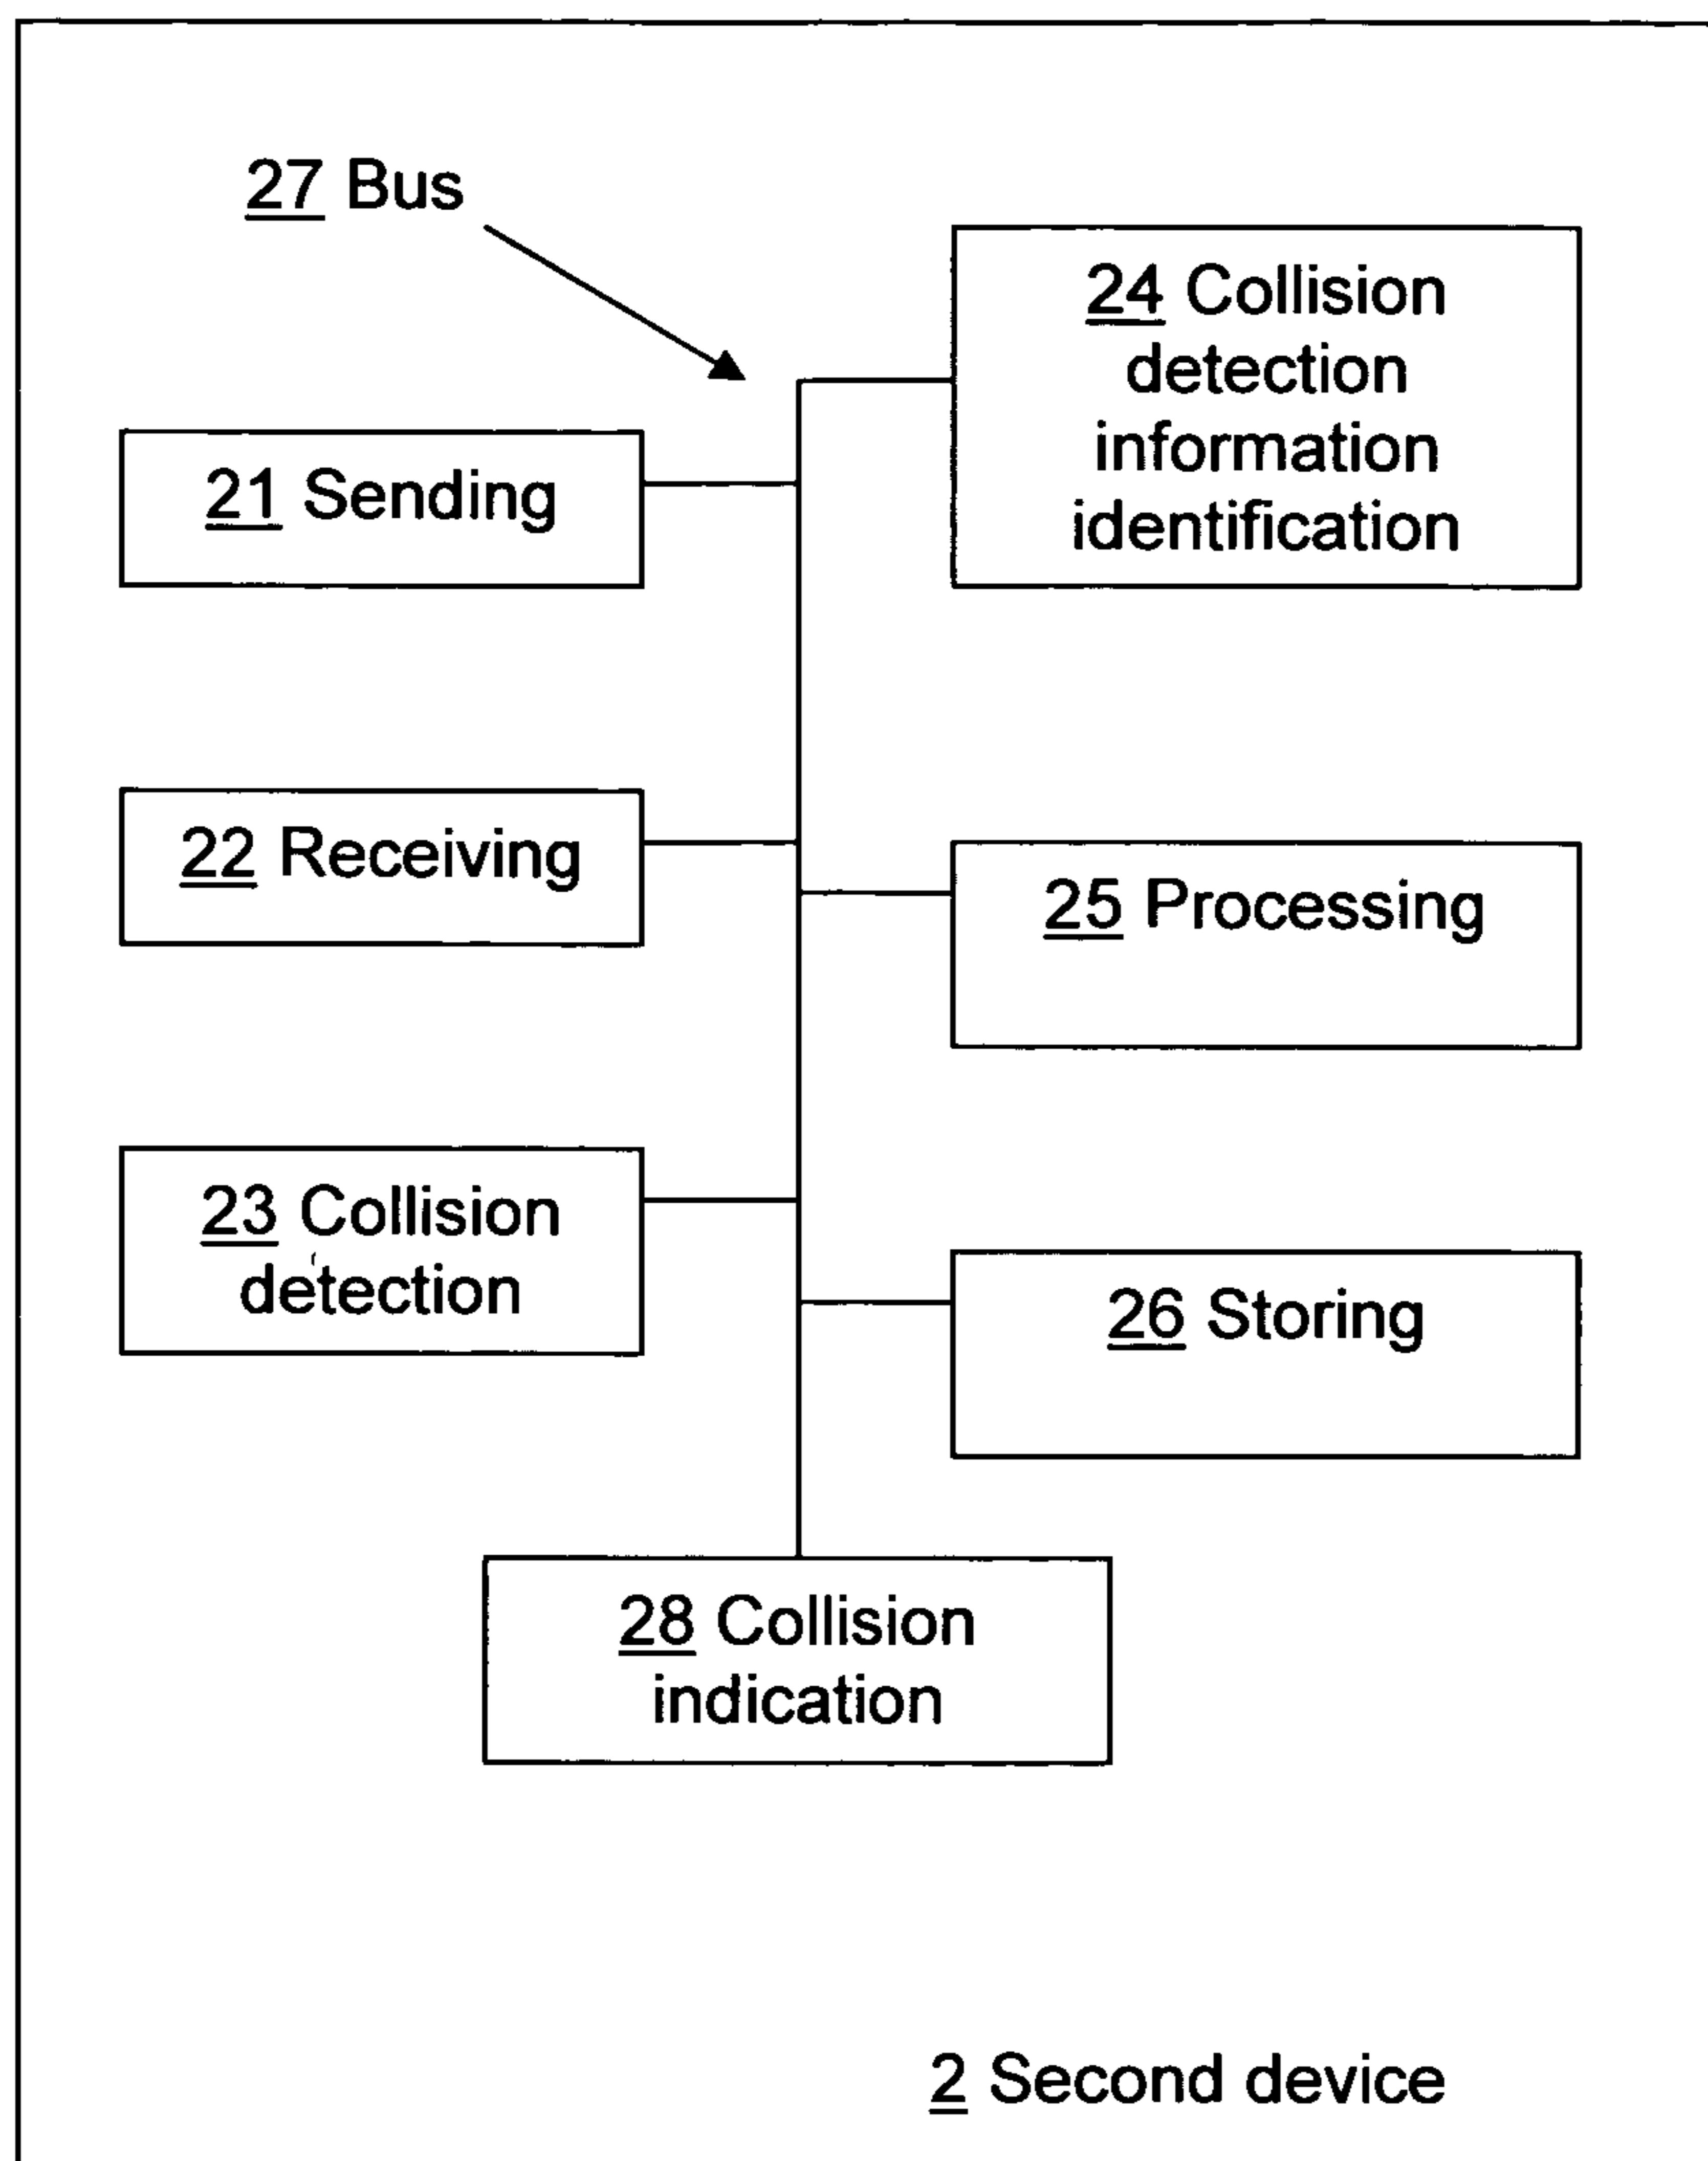 27 Bus
24 Collision
detection
information
identification
21 Sending
22 Receiving
25 Processing
23 Collision
detection
26 Storing
28 Collision
indication
2 Second device